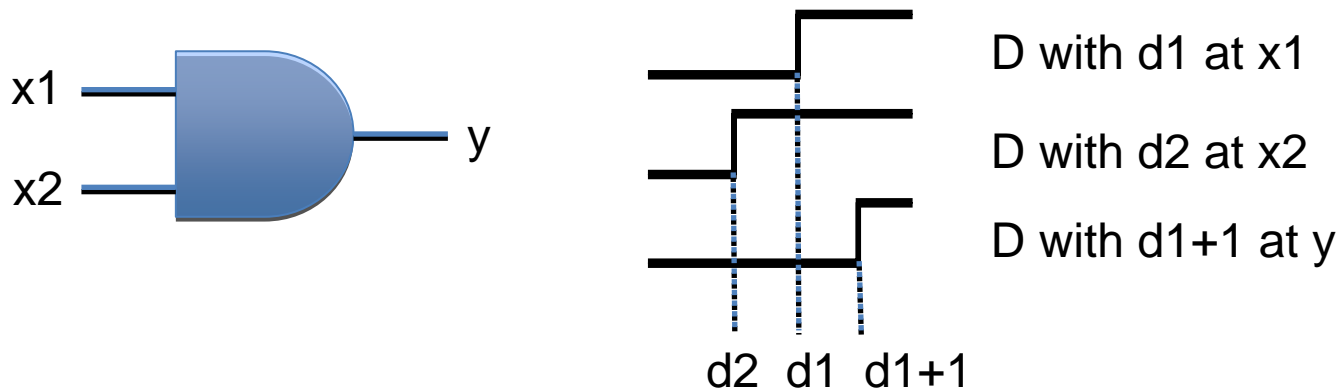 x1
x2
y
D with d1 at x1
D with d2 at x2
D with d1+1 at y
d2 d1 d1+1